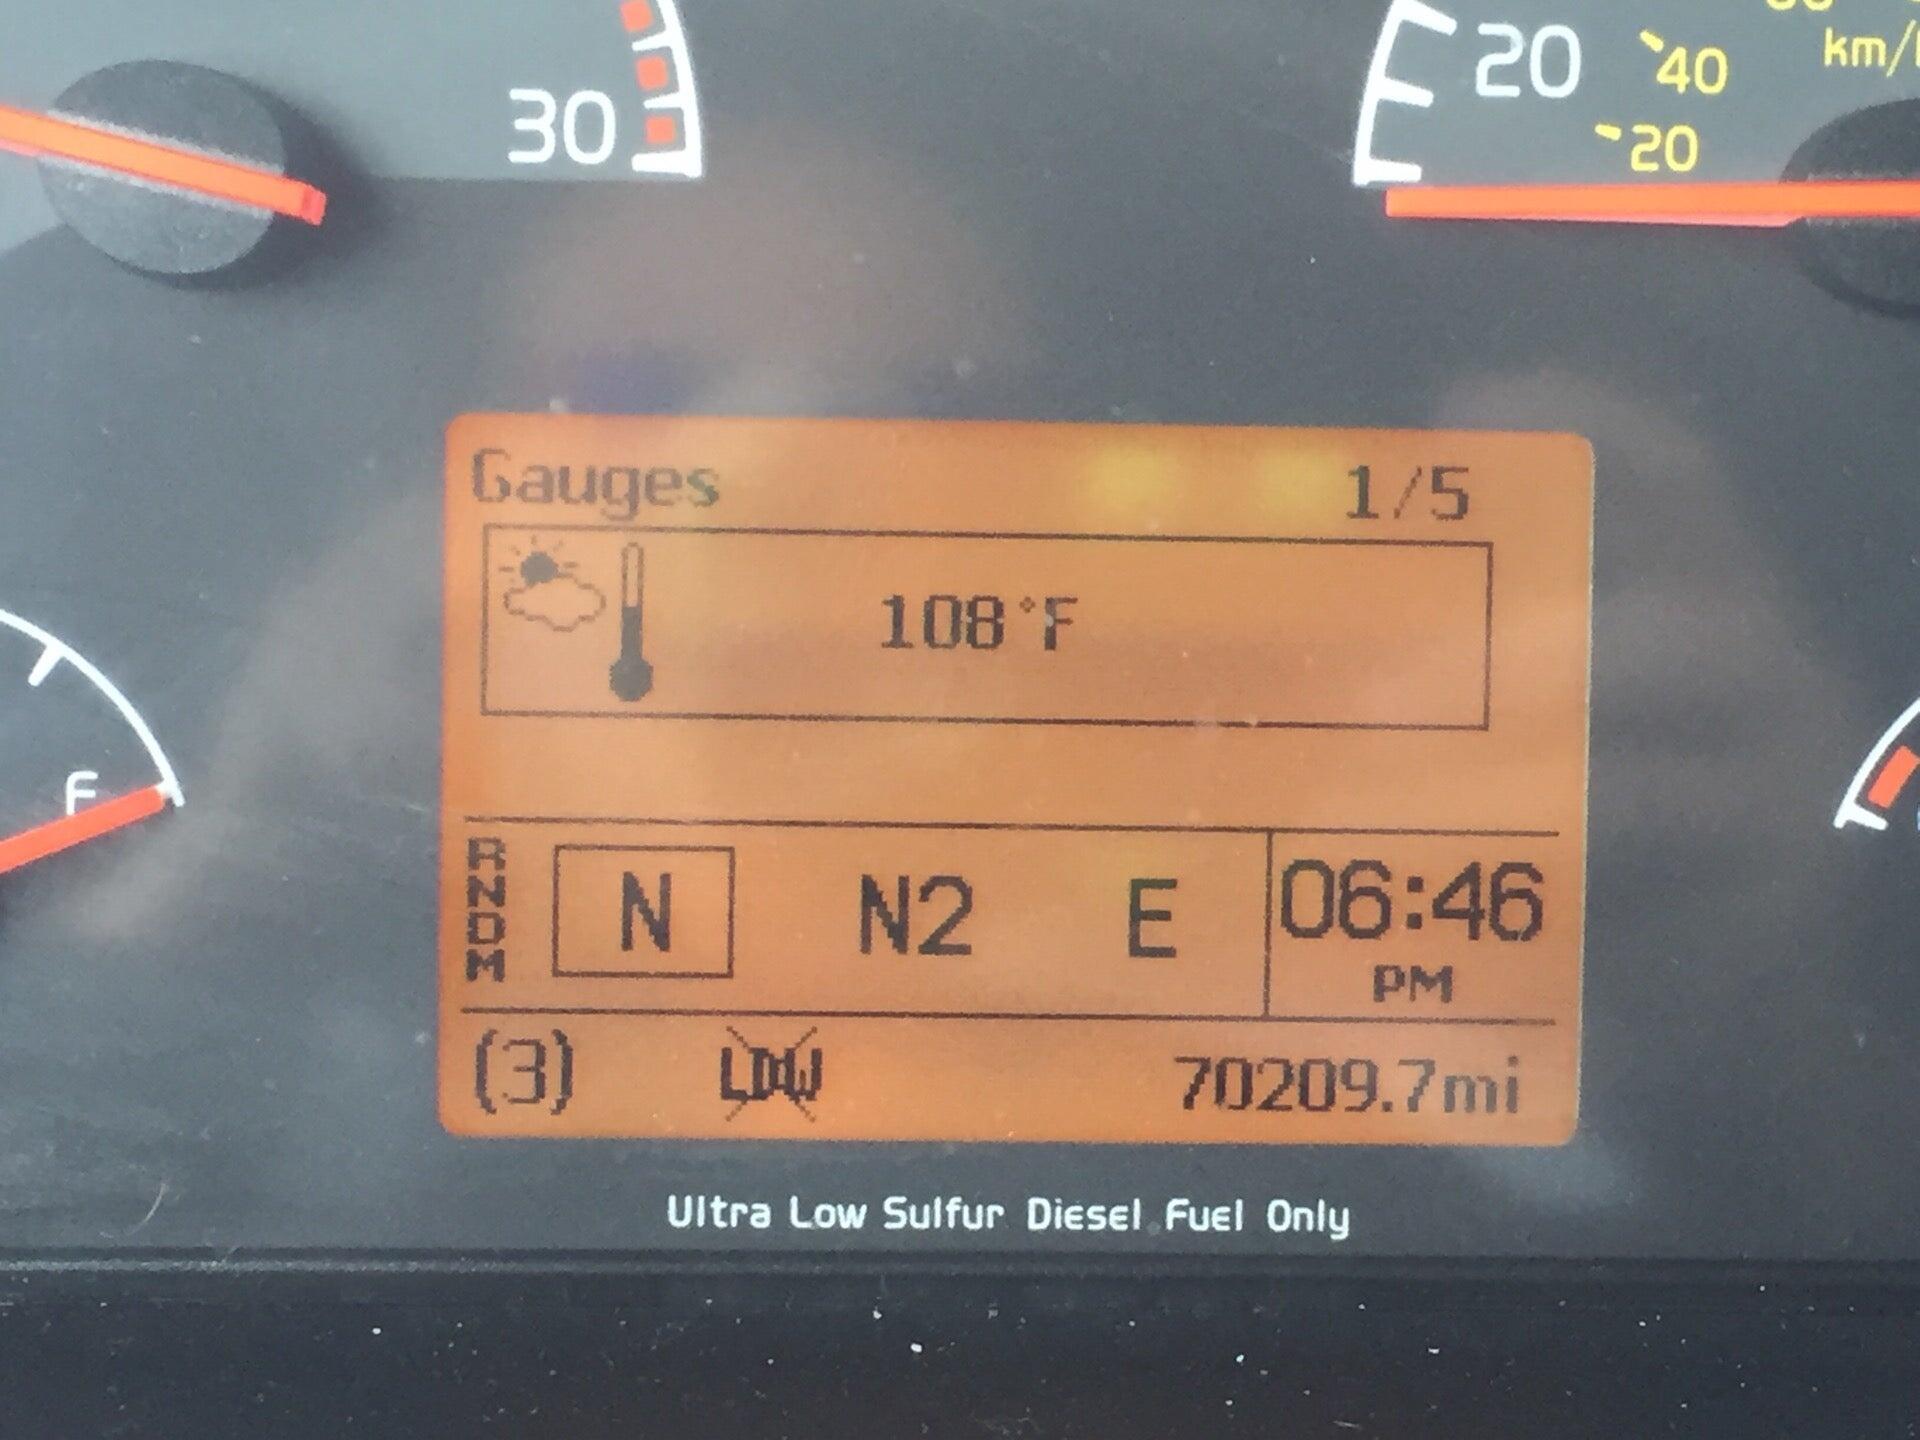 30
20
40
km/h
20
Gauges 1/5
108°F
F
RNDM
N N2 E 06:46
PM
(3) LDW 70209.7mi
Ultra Low Sulfur Diesel Fuel Only